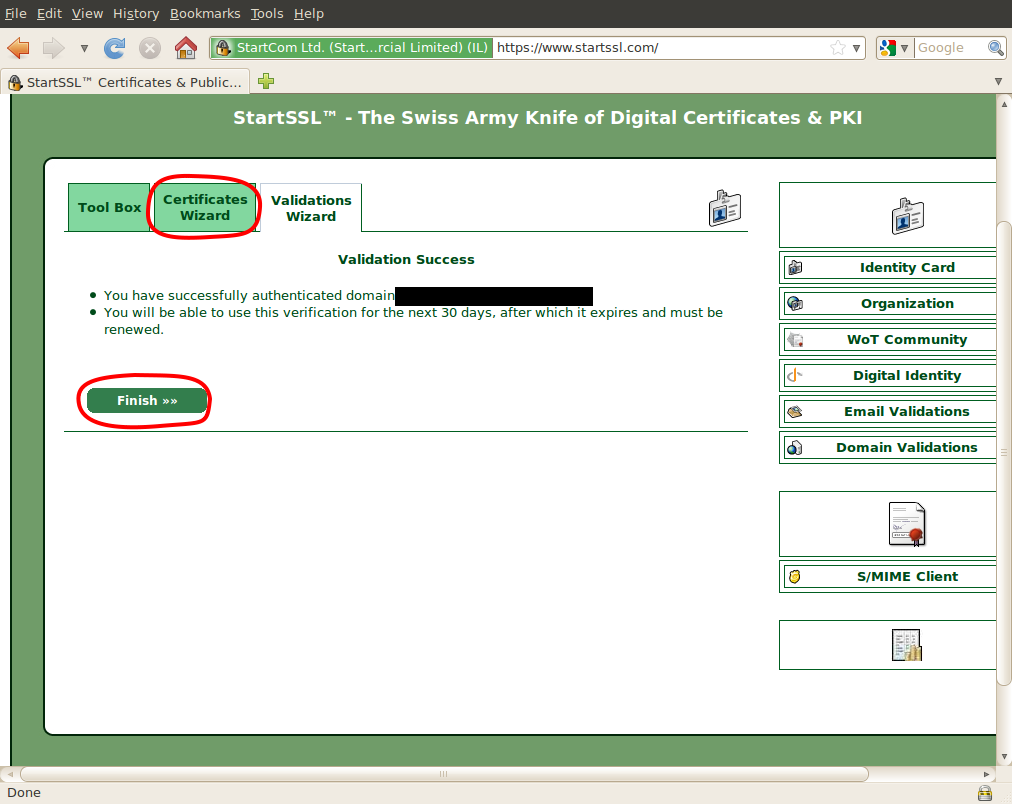 File Edit View History Bookmarks Tools Help
StartCom Ltd. (Start...rcial Limited) (IL) https://www.startssl.com/ Google
StartSSL™ Certificates & Public...
StartSSL™ - The Swiss Army Knife of Digital Certificates & PKI
Tool Box
Certificates
Wizard
Validations
Wizard
Validation Success
You have successfully authenticated domain
You will be able to use this verification for the next 30 days, after which it expires and must be
renewed.
Finish »»
Identity Card
Organization
WoT Community
Digital Identity
Email Validations
Domain Validations
S/MIME Client
Done